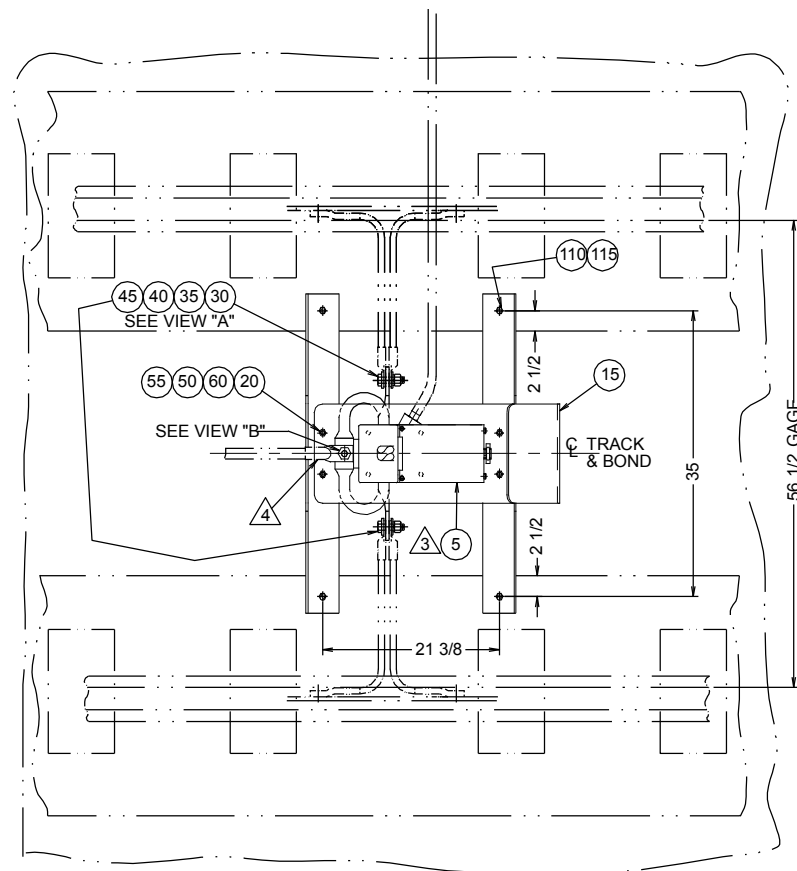 110 115
45 40 35 30
SEE VIEW "A"
2 1/2
55 50 60 20
15
SEE VIEW "B"
CL TRACK
& BOND
35
56 1/2 GAGE
4
3 5
2 1/2
21 3/8